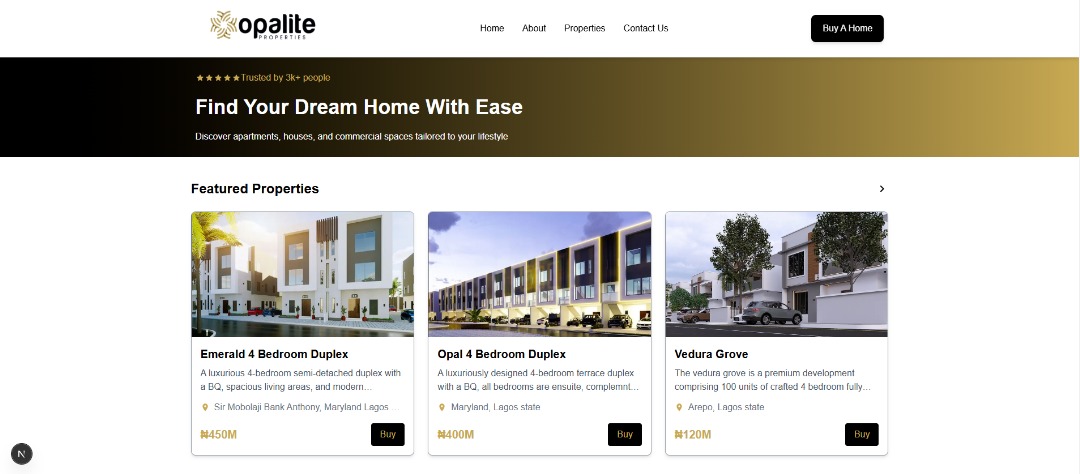 opalite
PROPERTIES
Home About Properties Contact Us
Buy A Home
★★★★★Trusted by 3k+ people
Find Your Dream Home With Ease
Discover apartments, houses, and commercial spaces tailored to your lifestyle
Featured Properties
Emerald 4 Bedroom Duplex
A luxurious 4-bedroom semi-detached duplex with
a BQ, spacious living areas, and modern…
Sir Mobolaji Bank Anthony, Maryland Lagos …
₦450M
Buy
Opal 4 Bedroom Duplex
A luxuriously designed 4-bedroom terrace duplex
with a BQ, all bedrooms are ensuite, complemnt…
Maryland, Lagos state
₦400M
Buy
Vedura Grove
The vedura grove is a premium development
comprising 100 units of crafted 4 bedroom fully…
Arepo, Lagos state
₦120M
Buy
N